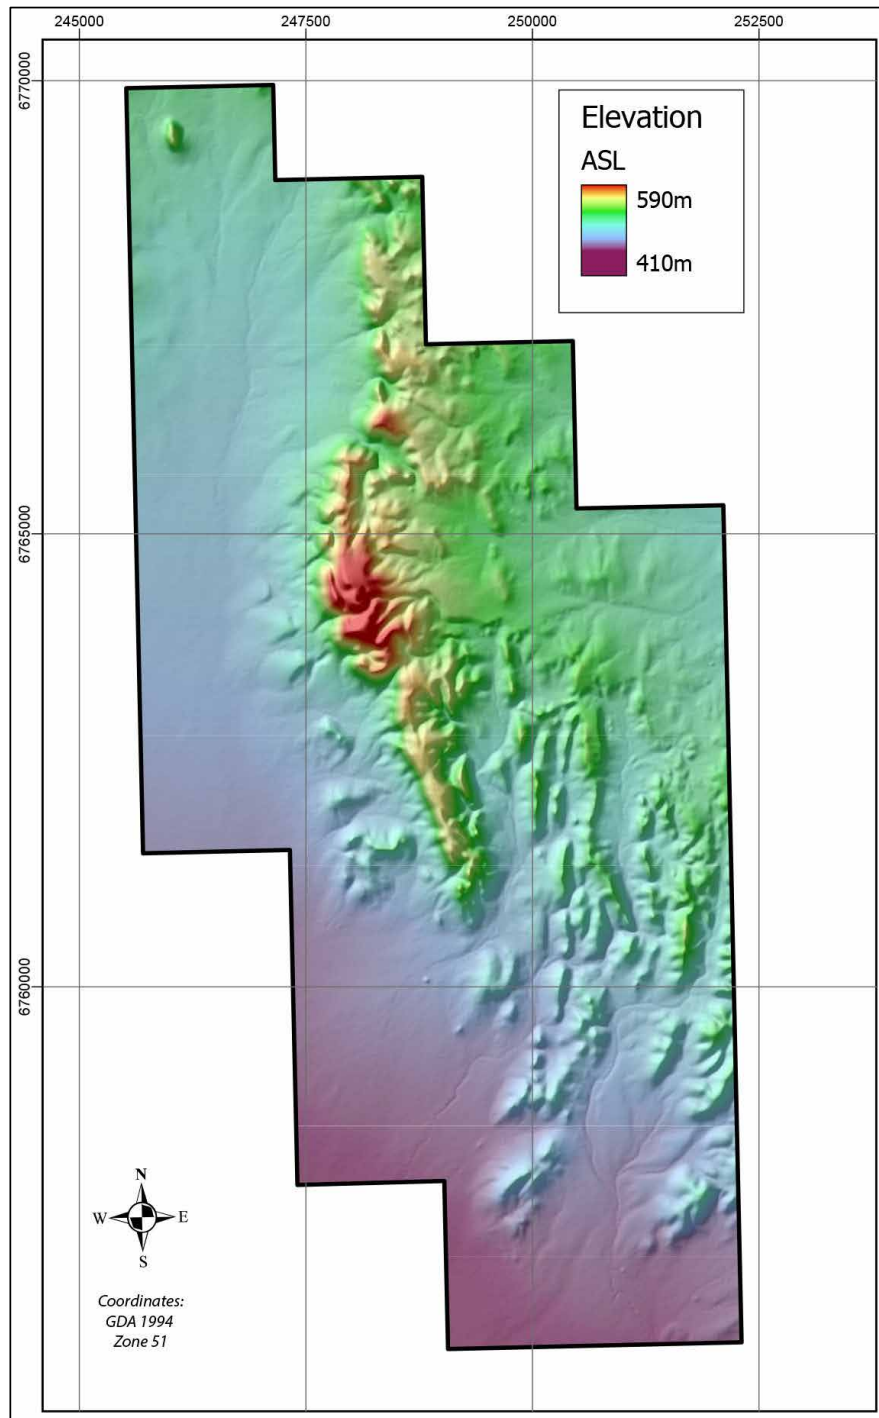 245000
247500
250000
252500
6770000
6765000
6760000
Elevation
ASL
590m
410m
N
W
E
S
Coordinates:
GDA 1994
Zone 51